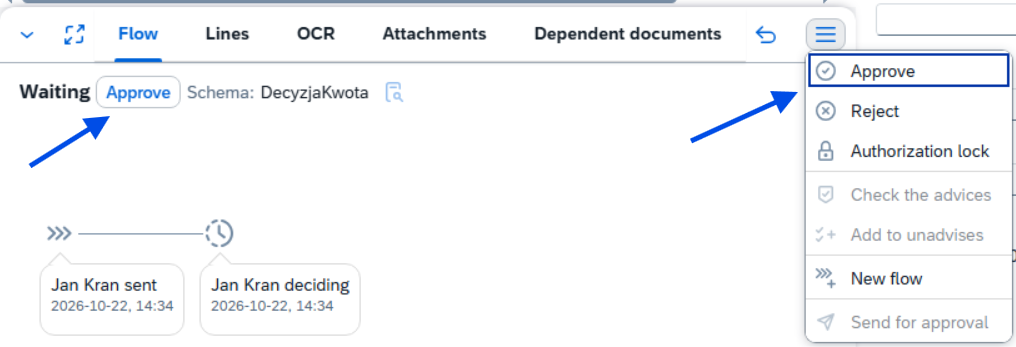 Flow Lines OCR Attachments Dependent documents
Waiting Approve Schema: DecyzjaKwota
Jan Kran sent
2026-10-22, 14:34
Jan Kran deciding
2026-10-22, 14:34
Approve
Reject
Authorization lock
Check the advices
Add to unadvises
New flow
Send for approval